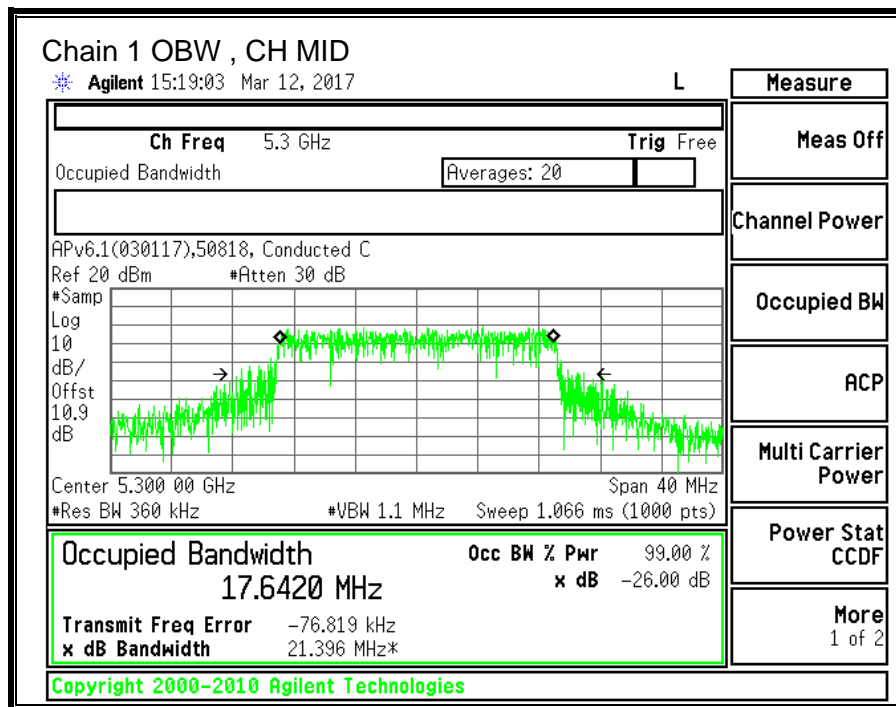 Chain 1 OBW , CH MID
Agilent 15:19:03 Mar 12, 2017 L
Measure
Ch Freq 5.3 GHz Trig Free
Occupied Bandwidth Averages: 20
APv6.1(030117),50818, Conducted C
Ref 20 dBm #Atten 30 dB
#Samp
Log
10
dB/
Offst
10.9
dB
Center 5.300 00 GHz Span 40 MHz
#Res BW 360 kHz #VBW 1.1 MHz Sweep 1.066 ms (1000 pts)
Occupied Bandwidth Occ BW % Pwr 99.00 %
17.6420 MHz x dB -26.00 dB
Transmit Freq Error -76.819 kHz
x dB Bandwidth 21.396 MHz*
Copyright 2000-2010 Agilent Technologies
Meas Off
Channel Power
Occupied BW
ACP
Multi Carrier
Power
Power Stat
CCDF
More
1 of 2